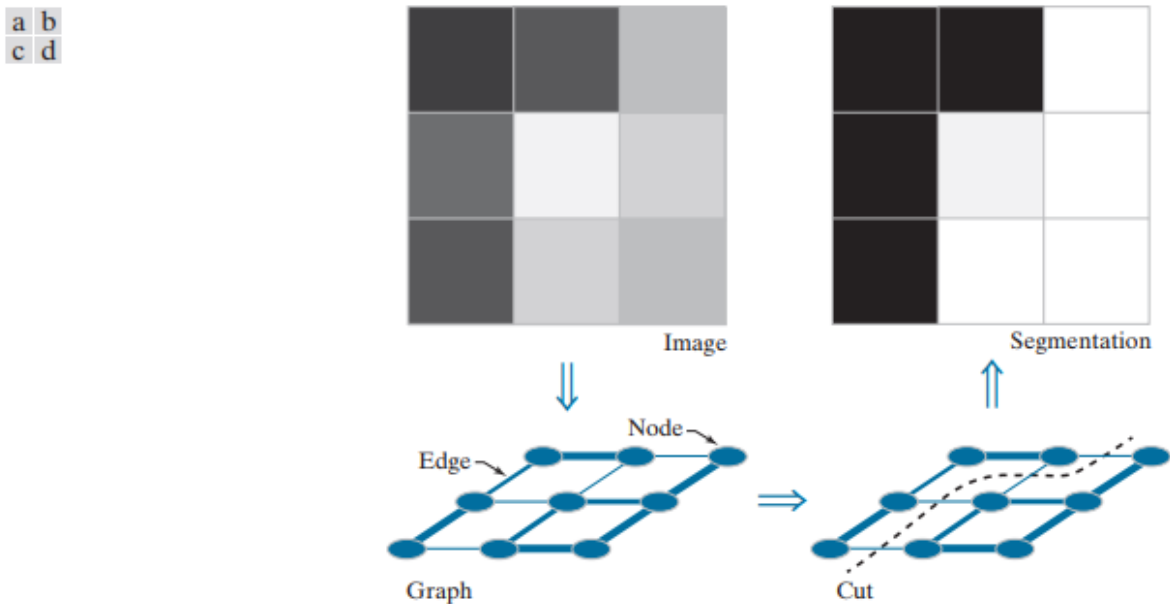 a b
c d
Image
Segmentation
Node
Edge
Graph
Cut